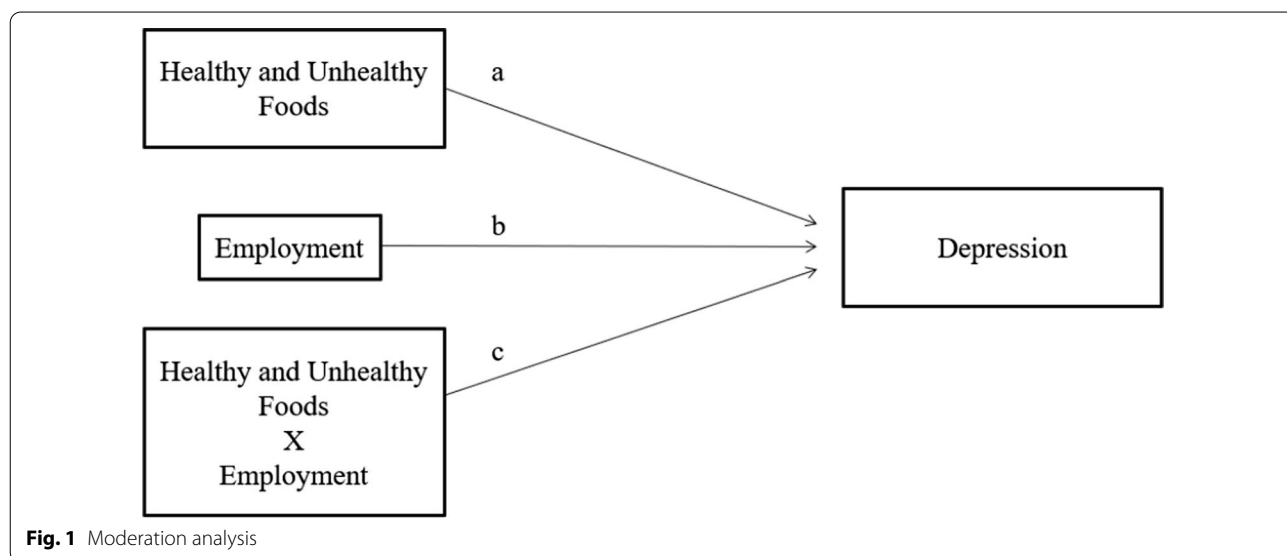 Healthy and Unhealthy
Foods
a
Employment
b
Depression
Healthy and Unhealthy
Foods
X
Employment
c
Fig. 1 Moderation analysis